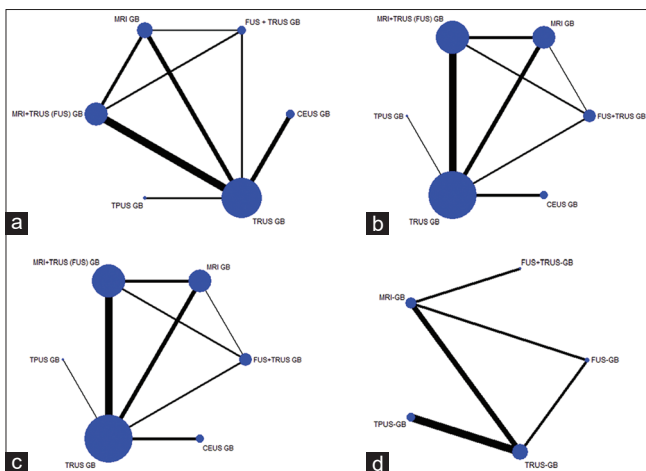 MRI GB
FUS + TRUS GB
MRI+TRUS (FUS) GB
CEUS GB
TPUS GB
TRUS GB
a
MRI+TRUS (FUS) GB
MRI GB
TPUS GB
FUS+TRUS GB
TRUS GB
CEUS GB
b
MRI+TRUS (FUS) GB
MRI GB
TPUS GB
FUS+TRUS GB
CEUS GB
TRUS GB
c
FUS+TRUS-GB
MRI-GB
FUS-GB
TPUS-GB
TRUS-GB
d